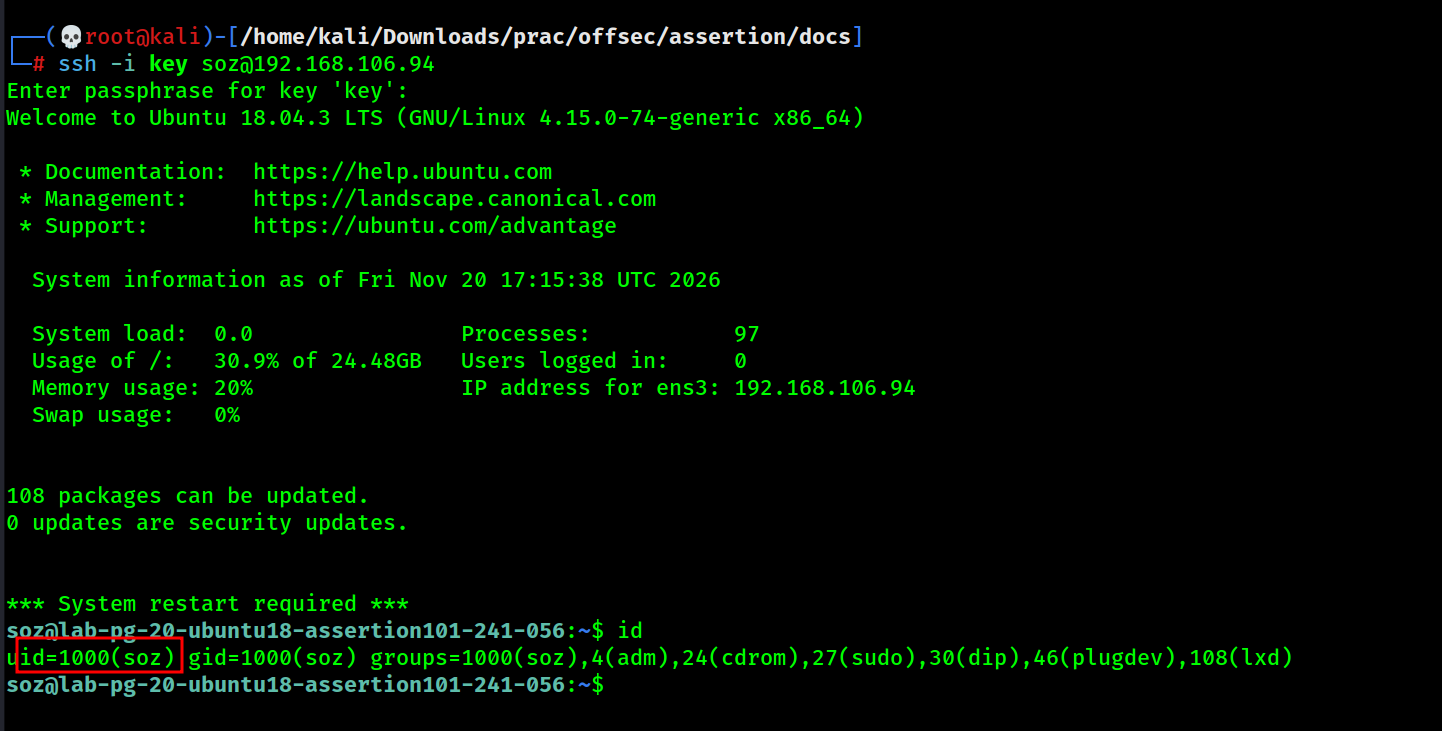 ┌──(💀root@kali)-[/home/kali/Downloads/prac/offsec/assertion/docs]
└─# ssh -i key soz@192.168.106.94
Enter passphrase for key 'key':
Welcome to Ubuntu 18.04.3 LTS (GNU/Linux 4.15.0-74-generic x86_64)
* Documentation:  https://help.ubuntu.com
* Management:     https://landscape.canonical.com
* Support:        https://ubuntu.com/advantage
System information as of Fri Nov 20 17:15:38 UTC 2026
System load:  0.0                Processes:           97
Usage of /:   30.9% of 24.48GB   Users logged in:     0
Memory usage: 20%                IP address for ens3: 192.168.106.94
Swap usage:   0%
108 packages can be updated.
0 updates are security updates.
*** System restart required ***
soz@lab-pg-20-ubuntu18-assertion101-241-056:~$ id
uid=1000(soz) gid=1000(soz) groups=1000(soz),4(adm),24(cdrom),27(sudo),30(dip),46(plugdev),108(lxd)
soz@lab-pg-20-ubuntu18-assertion101-241-056:~$